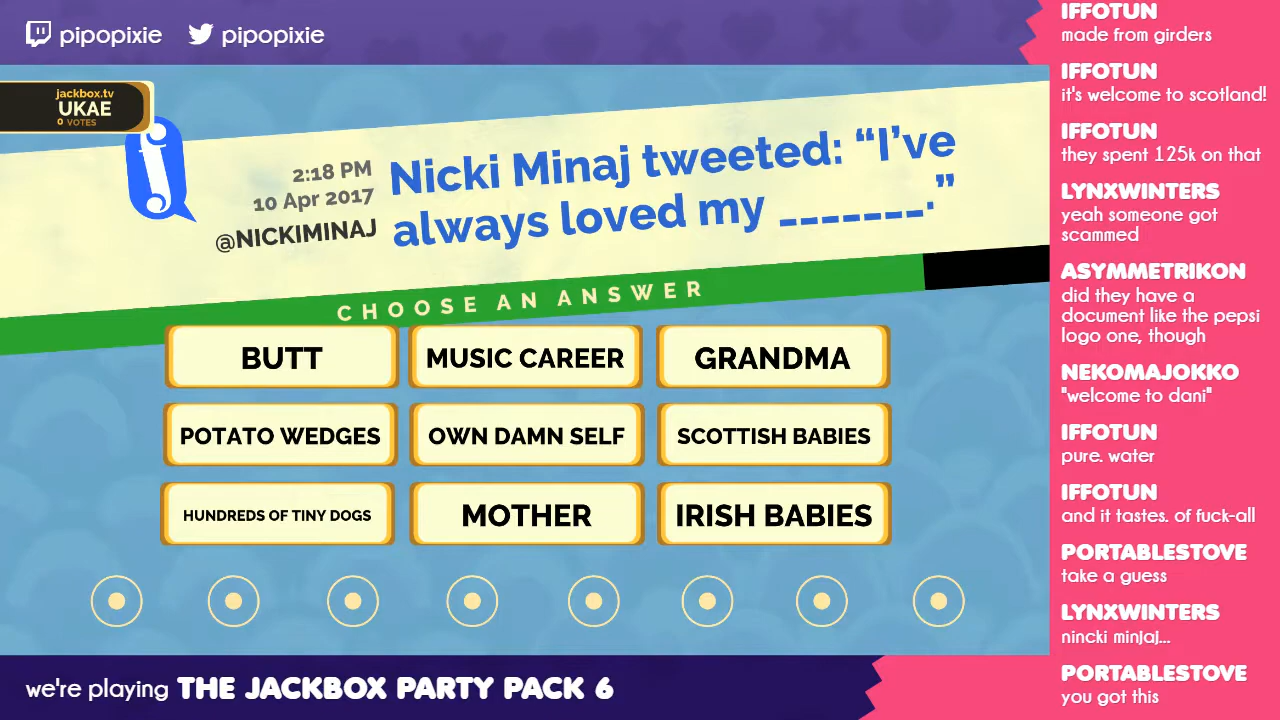 pipopixie pipopixie
jackbox.tv
UKAE
0 VOTES
2:18 PM
10 Apr 2017
@NICKIMINAJ
Nicki Minaj tweeted: “I’ve
always loved my _______.”
CHOOSE AN ANSWER
BUTT MUSIC CAREER GRANDMA
POTATO WEDGES OWN DAMN SELF SCOTTISH BABIES
HUNDREDS OF TINY DOGS MOTHER IRISH BABIES
we're playing THE JACKBOX PARTY PACK 6
IFFOTUN
made from girders
IFFOTUN
it's welcome to scotland!
IFFOTUN
they spent 125k on that
LYNXWINTERS
yeah someone got
scammed
ASYMMETRIKON
did they have a
document like the pepsi
logo one, though
NEKOMAJOKKO
"welcome to dani"
IFFOTUN
pure. water
IFFOTUN
and it tastes. of fuck-all
PORTABLESTOVE
take a guess
LYNXWINTERS
nincki minjaj...
PORTABLESTOVE
you got this